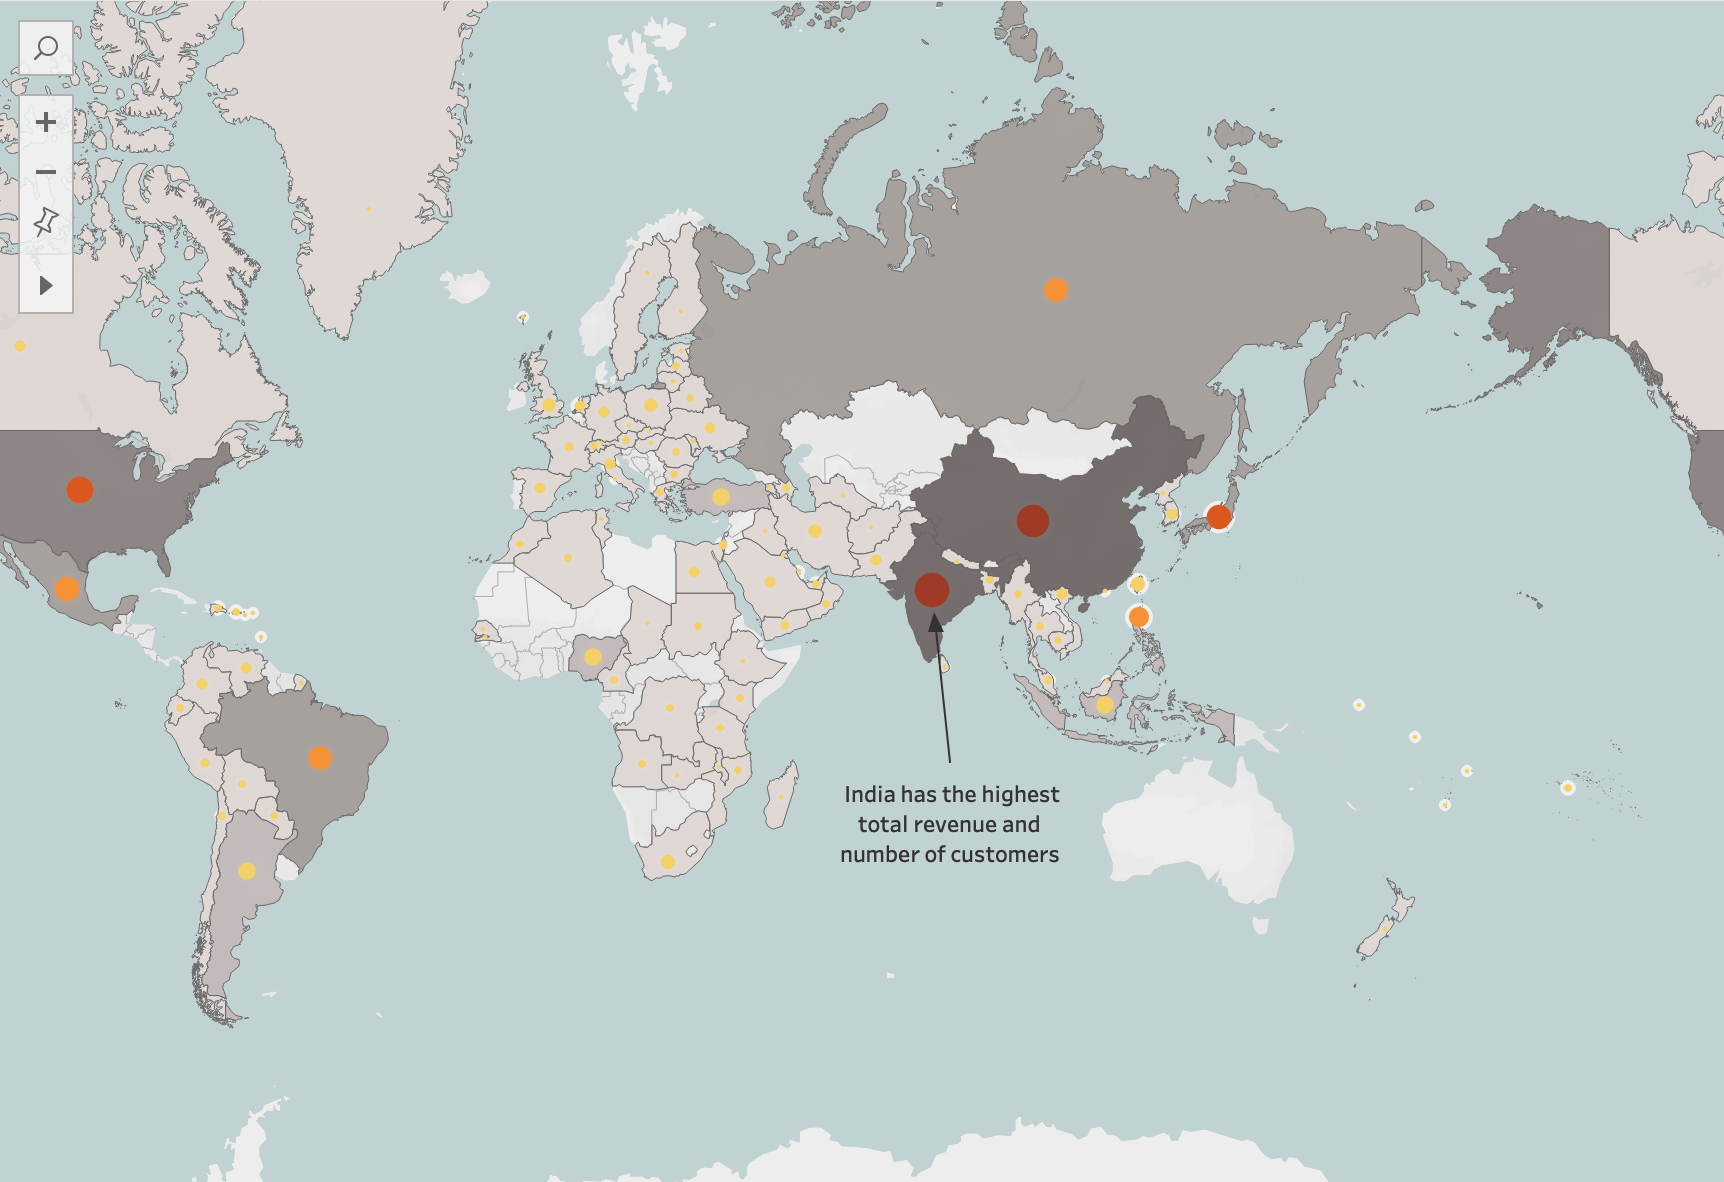 India has the highest
total revenue and
number of customers